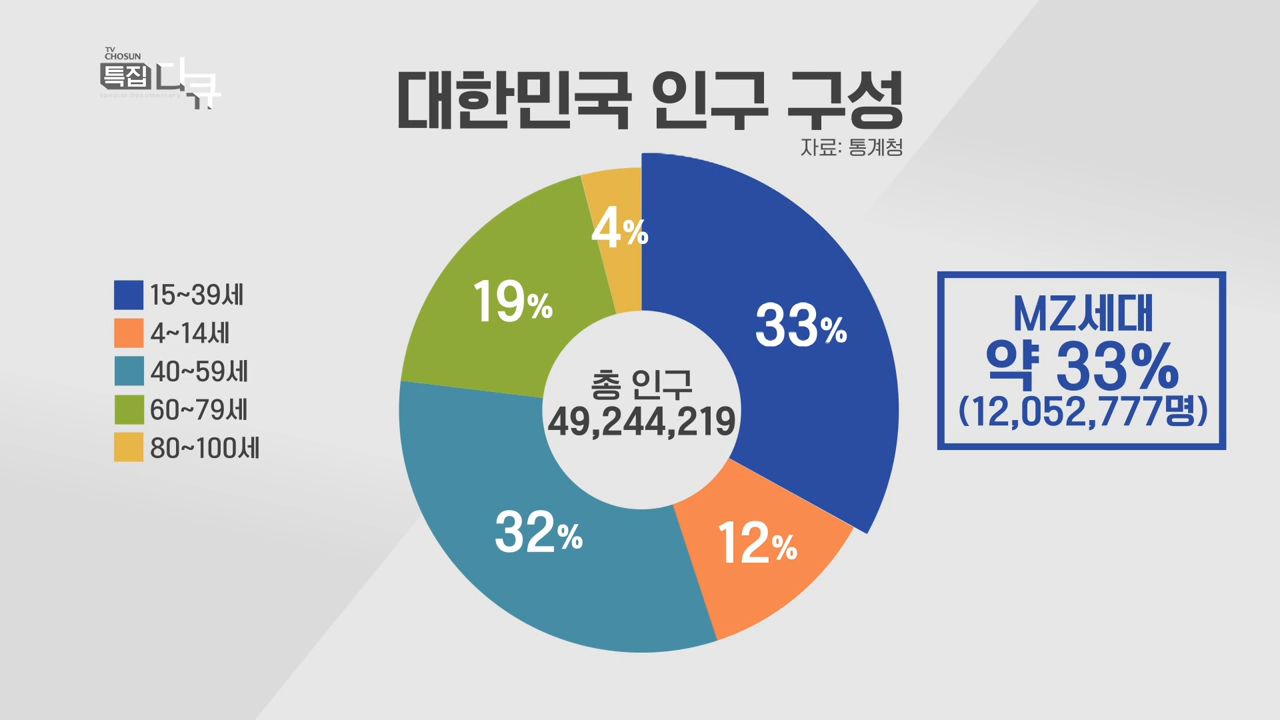 TV
CHOSUN
특집 다큐
대한민국 인구 구성
자료: 통계청
15~39세
4~14세
40~59세
60~79세
80~100세
4%
19%
33%
32%
12%
총 인구
49,244,219
MZ세대
약 33%
(12,052,777명)